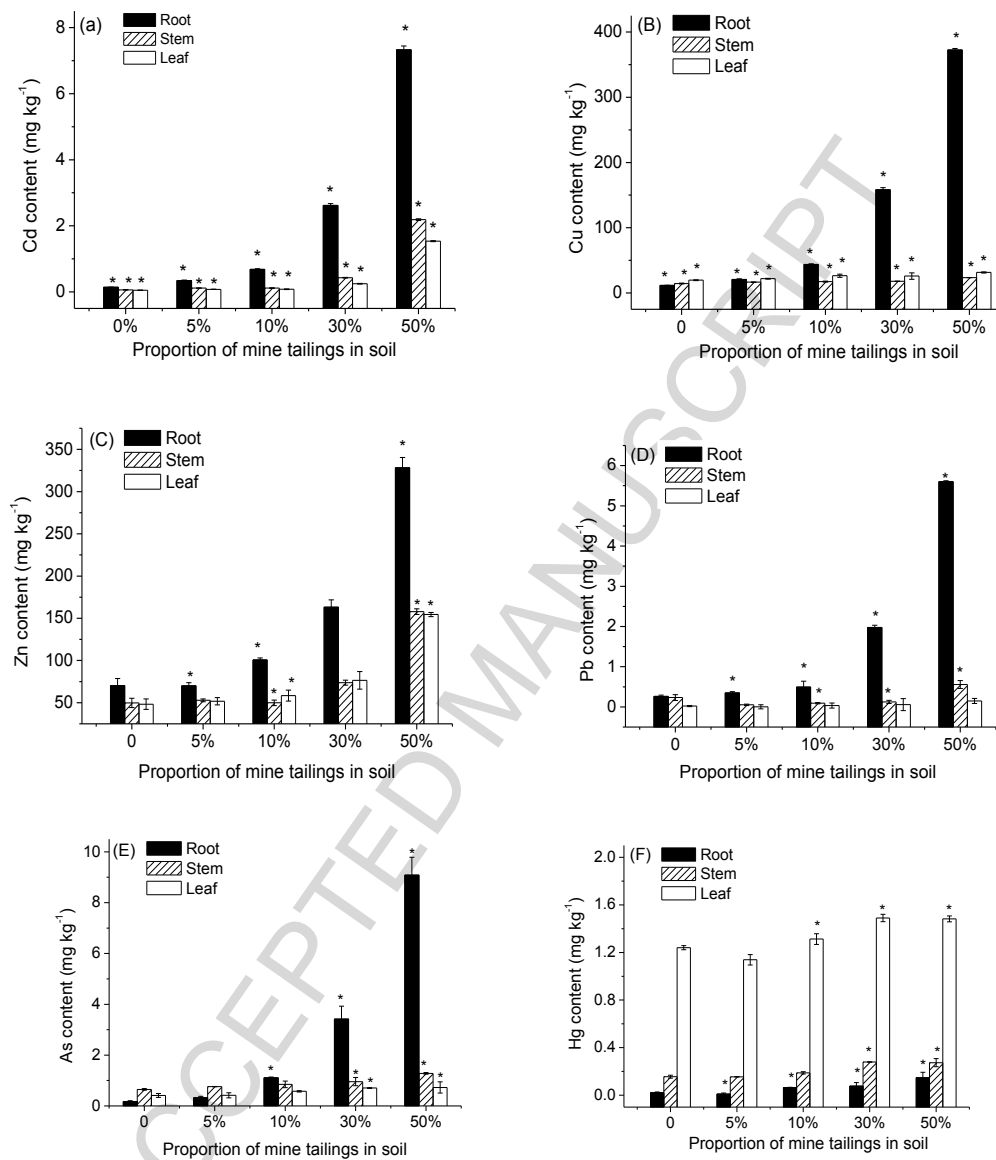 (a)
Root
Stem
Leaf
Cd content (mg kg-1)
8
6
4
2
0
* * * * * * * * * * * * * * *
0% 5% 10% 30% 50%
Proportion of mine tailings in soil
(B)
Root
Stem
Leaf
Cu content (mg kg-1)
400
300
200
100
0
* * * * * * * * * * * * * * *
0 5% 10% 30% 50%
Proportion of mine tailings in soil
(C)
Root
Stem
Leaf
Zn content (mg kg-1)
350
300
250
200
150
100
50
* * * * * * *
0 5% 10% 30% 50%
Proportion of mine tailings in soil
(D)
Root
Stem
Leaf
Pb content (mg kg-1)
6
5
4
3
2
1
0
* * * * * * *
0 5% 10% 30% 50%
Proportion of mine tailings in soil
(E)
Root
Stem
Leaf
As content (mg kg-1)
10
8
6
4
2
0
* * * * * * *
0 5% 10% 30% 50%
Proportion of mine tailings in soil
(F)
Root
Stem
Leaf
Hg content (mg kg-1)
2.0
1.6
1.2
0.8
0.4
0.0
* * * * * * * * *
0 5% 10% 30% 50%
Proportion of mine tailings in soil
CCEPTED MANUSCRIPT